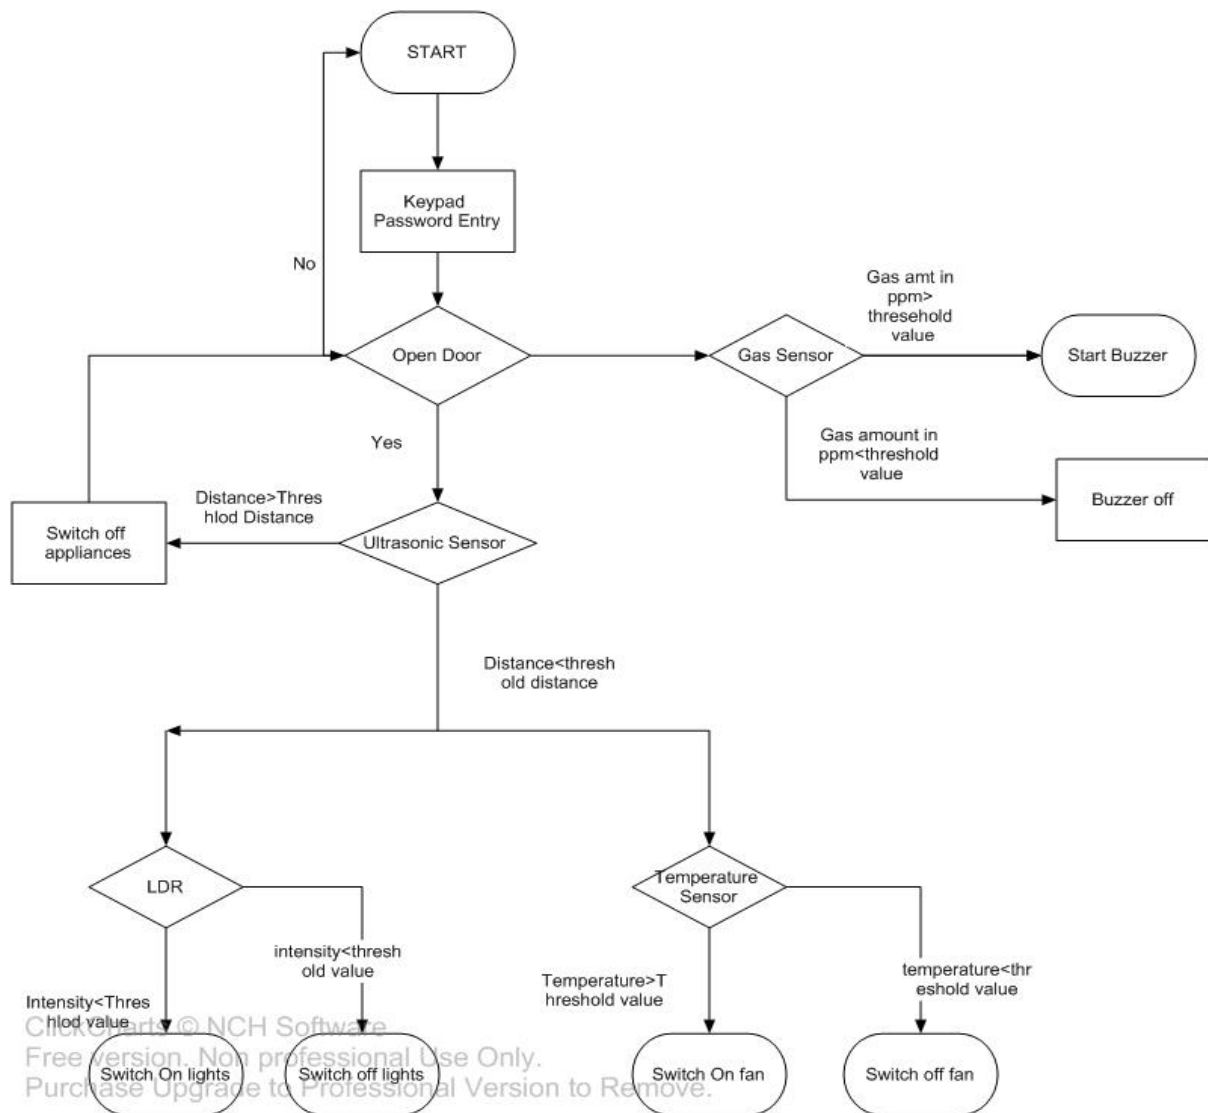 START
Keypad
Password Entry
No
Gas amt in
ppm>
thresehold
value
Open Door
Gas Sensor
Start Buzzer
Yes
Gas amount in
ppm<threshold
value
Buzzer off
Distance>Thres
hlod Distance
Switch off
appliances
Ultrasonic Sensor
Distance<thresh
old distance
LDR
Temperature
Sensor
intensity<thresh
old value
Intensity<Thres
hlod value
Temperature>T
hreshold value
temperature<thr
eshold value
Switch On lights
Switch off lights
Switch On fan
Switch off fan
ClickCharts © NCH Software
Free version. Non professional Use Only.
Purchase Upgrade to Professional Version to Remove.